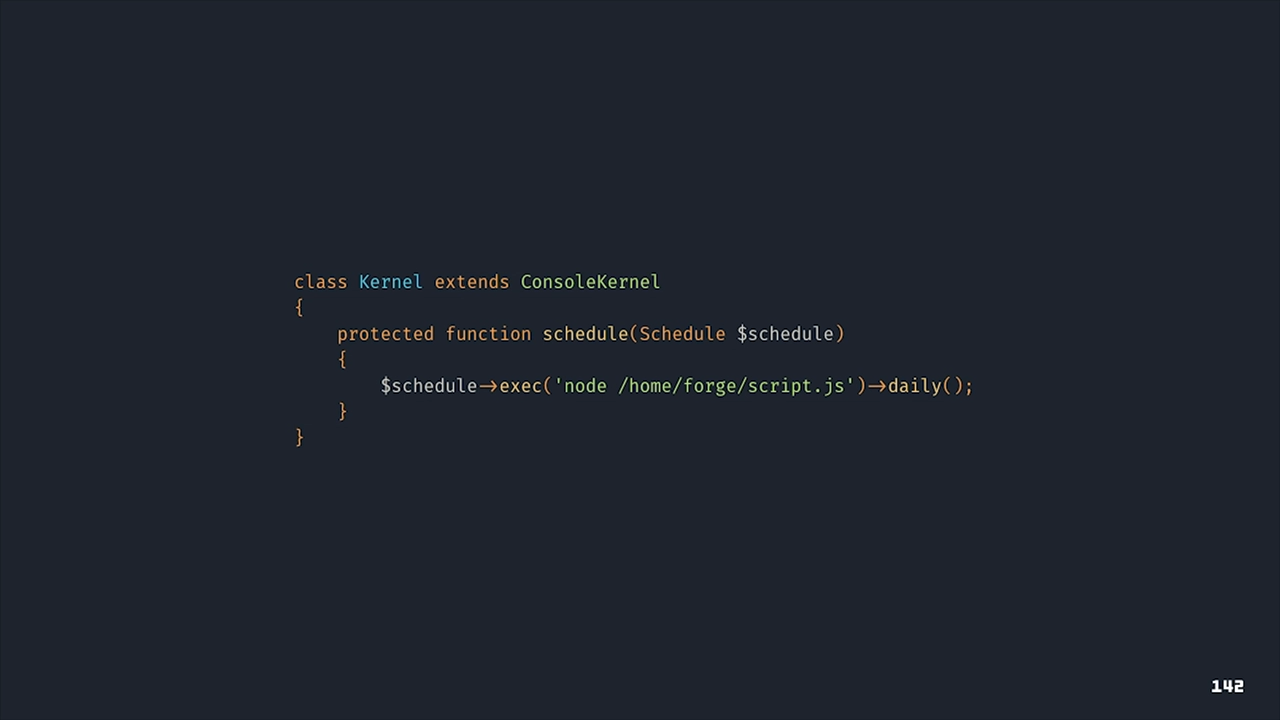 class Kernel extends ConsoleKernel
{
    protected function schedule(Schedule $schedule)
    {
        $schedule->exec('node /home/forge/script.js')->daily();
    }
}
142